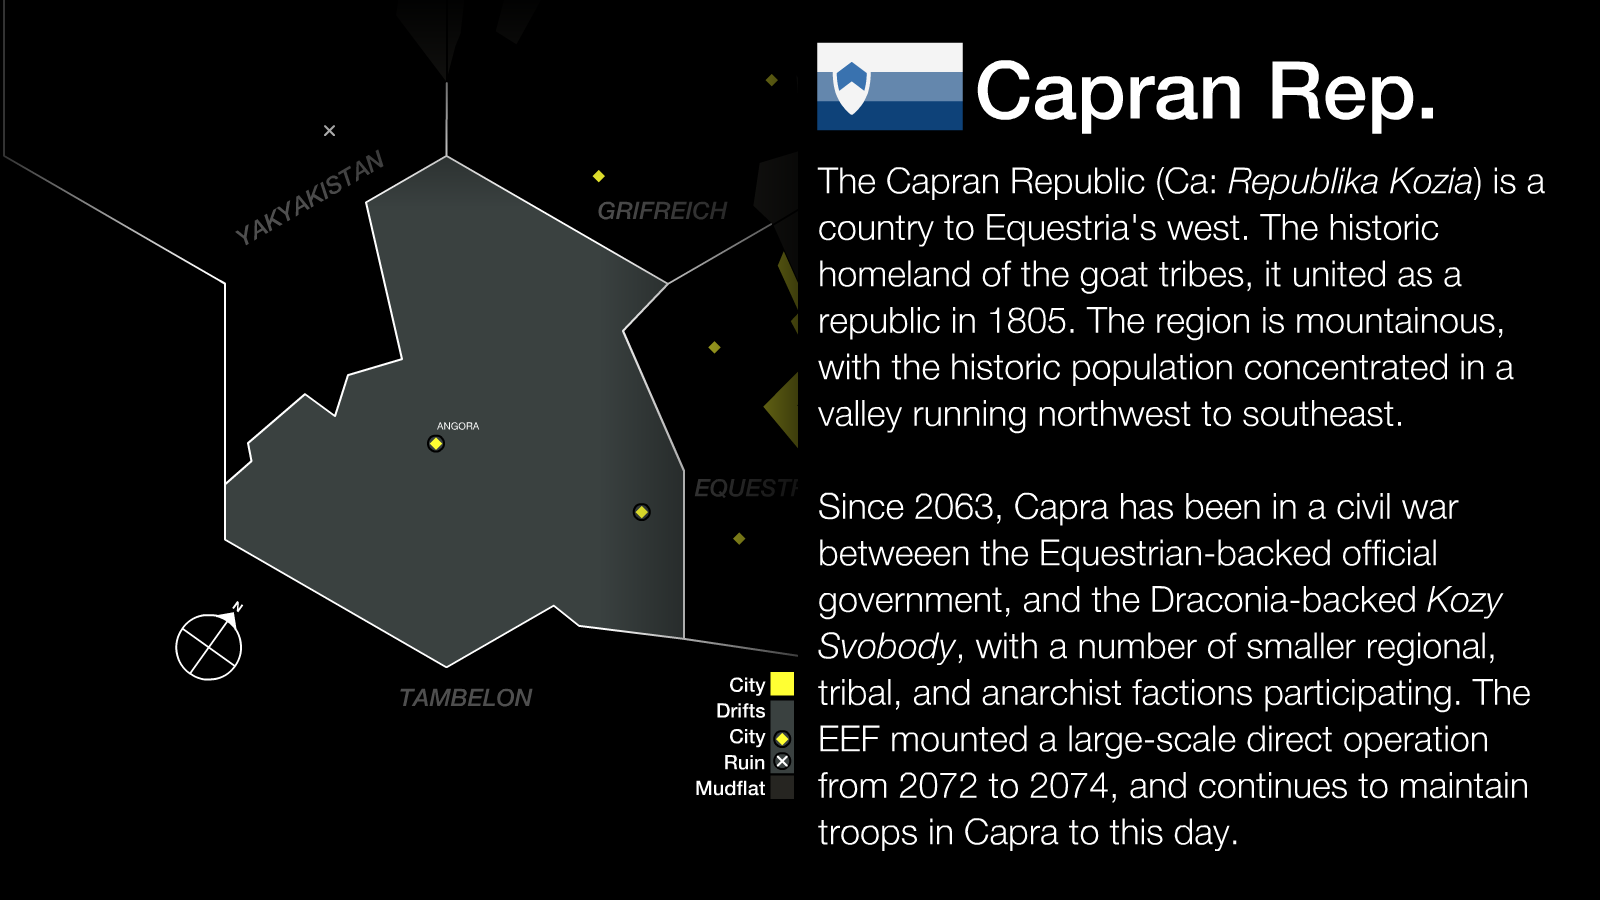 Capran Rep.
The Capran Republic (Ca: Republika Kozia) is a
country to Equestria's west. The historic
homeland of the goat tribes, it united as a
republic in 1805. The region is mountainous,
with the historic population concentrated in a
valley running northwest to southeast.
Since 2063, Capra has been in a civil war
betweeen the Equestrian-backed official
government, and the Draconia-backed Kozy
Svobody, with a number of smaller regional,
tribal, and anarchist factions participating. The
EEF mounted a large-scale direct operation
from 2072 to 2074, and continues to maintain
troops in Capra to this day.
YAKYAKISTAN
GRIFREICH
ANGORA
EQUESTR
N
TAMBELON
City
Drifts
City
Ruin
Mudflat